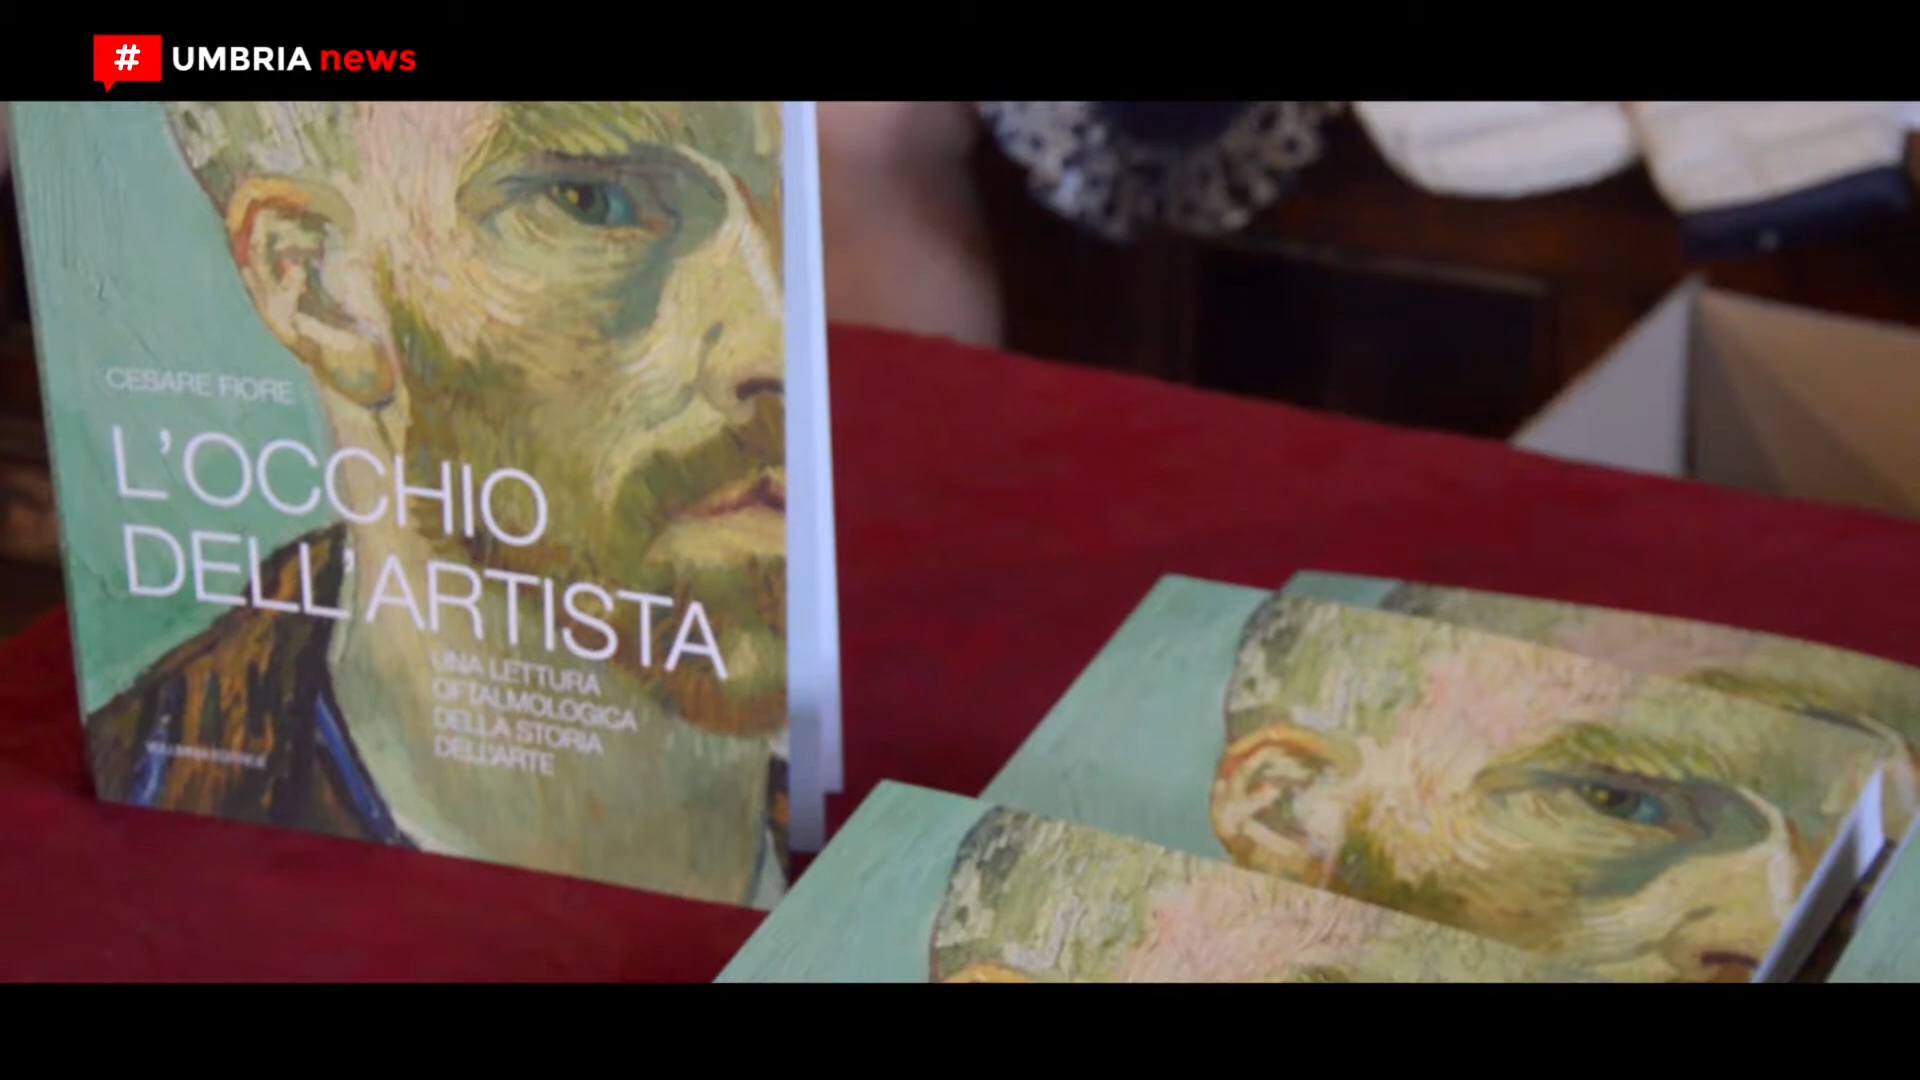 # UMBRIA news
CESARE FIORE
L'OCCHIO
DELL'ARTISTA
UNA LETTURA
OFTALMOLOGICA
DELLA STORIA
DELL'ARTE